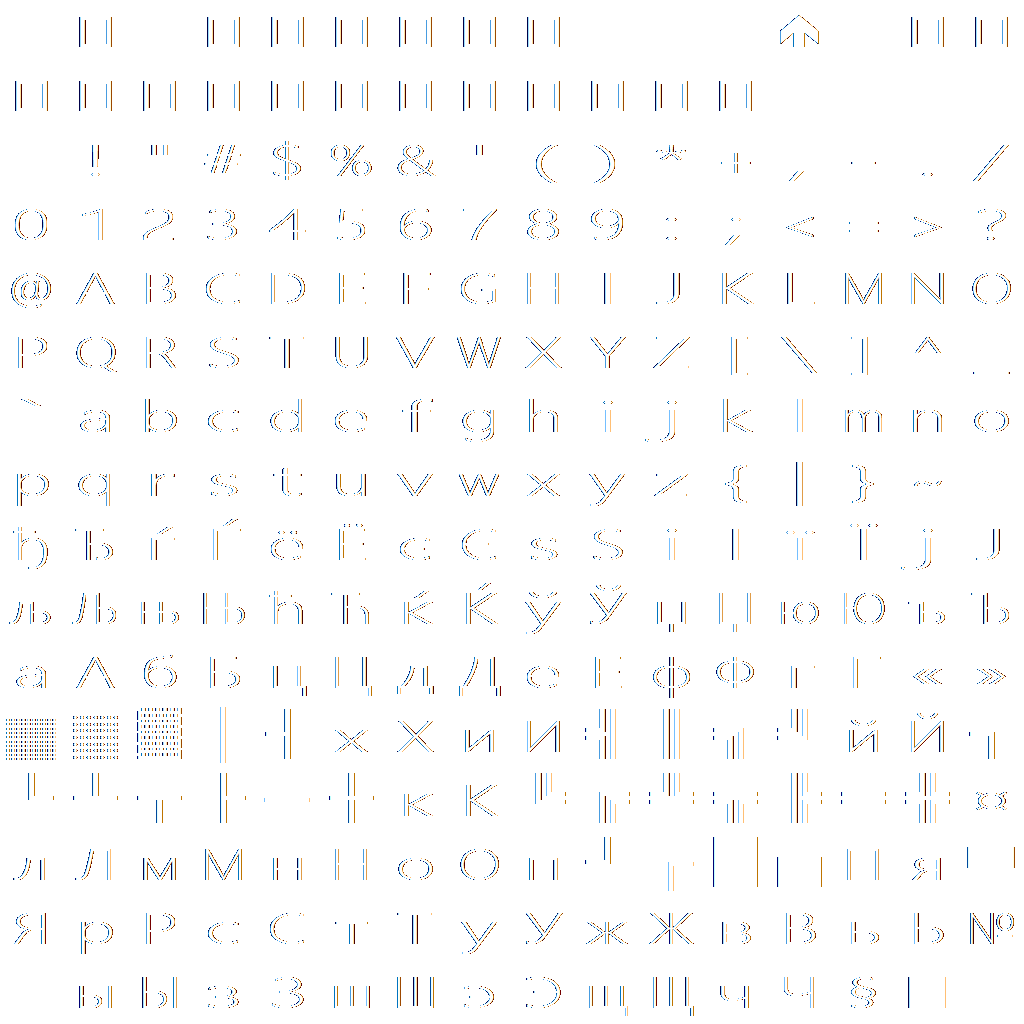 ! " # $ % & ' ( ) * + , - . /
0 1 2 3 4 5 6 7 8 9 : ; < = > ?
@ A B C D E F G H I J K L M N O
P Q R S T U V W X Y Z [ \ ] ^ _
` a b c d e f g h i j k l m n o
p q r s t u v w x y z { | } ~
ђ Ђ ѓ Ѓ ё Ё є Є ѕ Ѕ і І ї Ї ј Ј
љ Љ њ Њ ћ Ћ ќ Ќ ў Ў џ Џ ю Ю ъ Ъ
а А б Б ц Ц д Д е Е ф Ф г Г « »
░ ▒ ▓ │ ┤ х Х и И ╣ ║ ╗ ╝ й Й ┐
└ ┴ ┬ ├ ─ ┼ к К ╚ ╔ ╩ ╦ ╠ ═ ╬ ¤
л Л м М н Н о О п ┘ ┌ █ ▄ П я ▀
Я р Р с С т Т у У ж Ж в В ь Ь №
ы Ы з З ш Ш э Э щ Щ ч Ч § ■